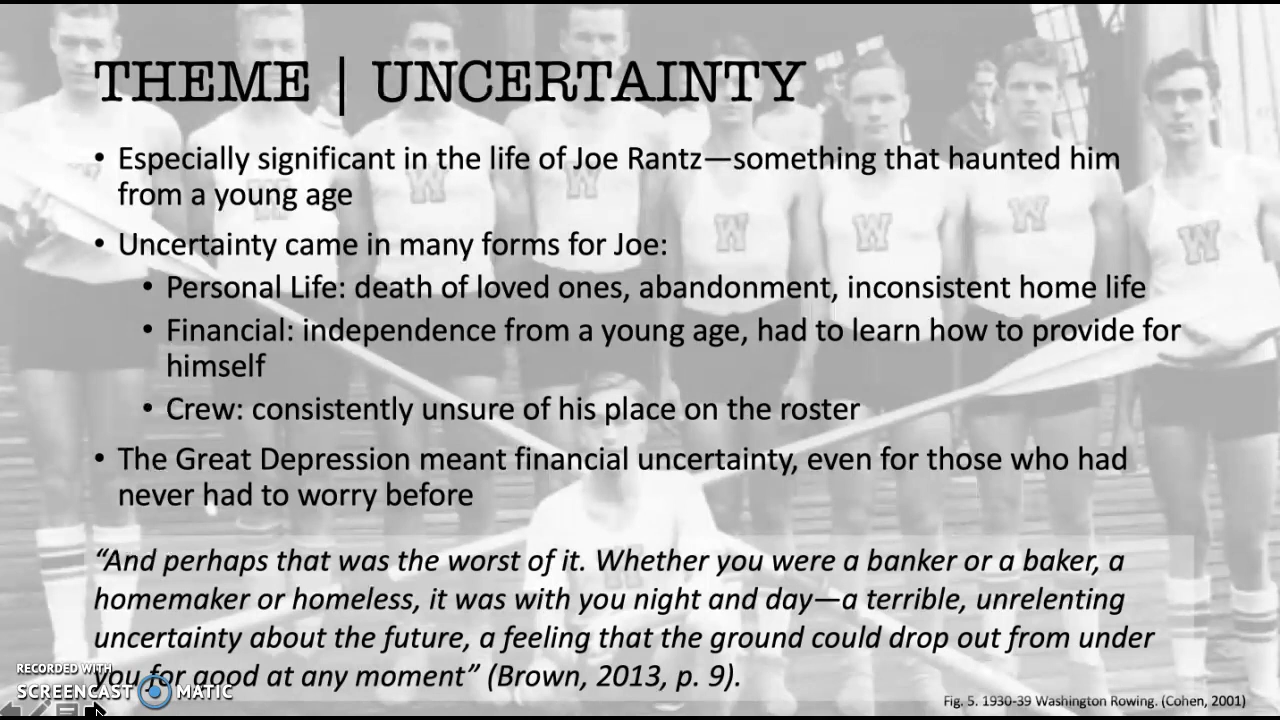 THEME | UNCERTAINTY
• Especially significant in the life of Joe Rantz—something that haunted him
from a young age
• Uncertainty came in many forms for Joe:
• Personal Life: death of loved ones, abandonment, inconsistent home life
• Financial: independence from a young age, had to learn how to provide for
himself
• Crew: consistently unsure of his place on the roster
• The Great Depression meant financial uncertainty, even for those who had
never had to worry before
“And perhaps that was the worst of it. Whether you were a banker or a baker, a
homemaker or homeless, it was with you night and day—a terrible, unrelenting
uncertainty about the future, a feeling that the ground could drop out from under
you for good at any moment” (Brown, 2013, p. 9).
RECORDED WITH
SCREENCAST MATIC
Fig. 5. 1930-39 Washington Rowing. (Cohen, 2001)
W
W
W
W
W
W
W